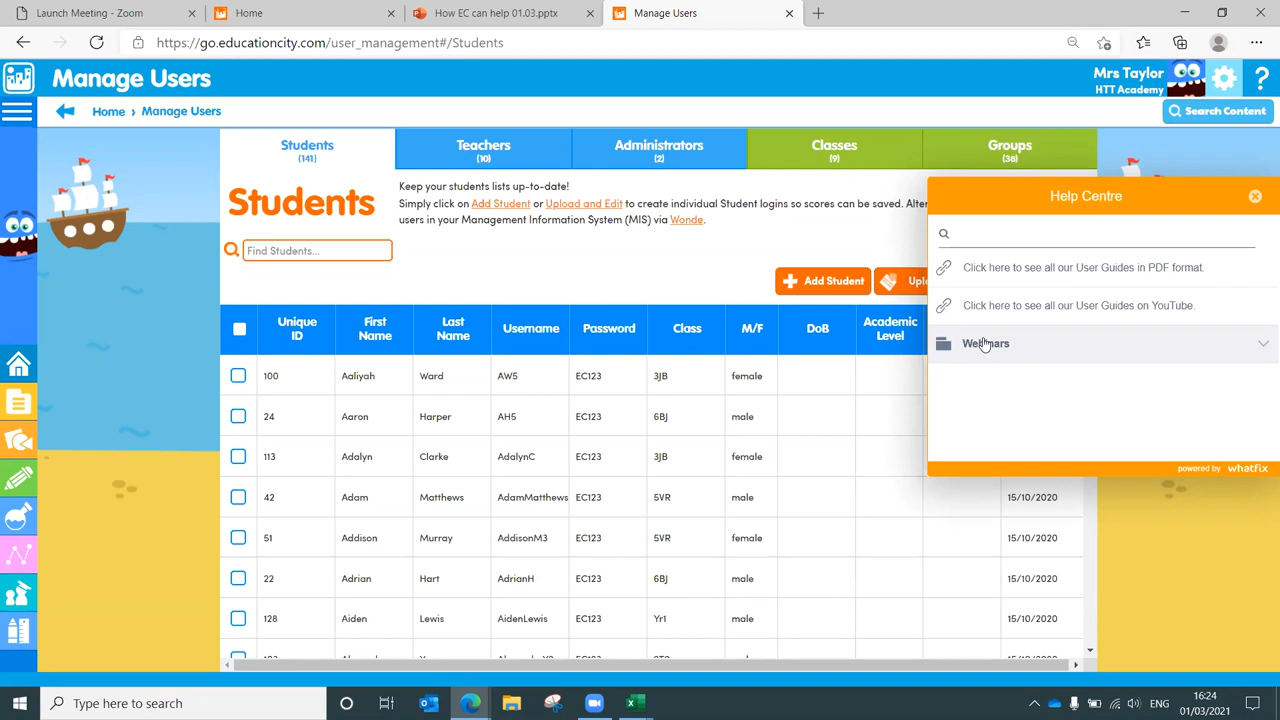 Launch Meeting - Zoom
Home
How EC can help 01.03.pptx
Manage Users
https://go.educationcity.com/user_management#/Students
Manage Users
Mrs Taylor
HTT Academy
?
Home › Manage Users
Search Content
Students
(141)
Teachers
(10)
Administrators
(2)
Classes
(9)
Groups
(36)
Students
Keep your students lists up-to-date!
Simply click on Add Student or Upload and Edit to create individual Student logins so scores can be saved. Alter
users in your Management Information System (MIS) via Wonde.
Find Students...
Add Student
Help Centre
Click here to see all our User Guides in PDF format.
Click here to see all our User Guides on YouTube.
Webinars
powered by whatfix
Unique ID First Name Last Name Username Password Class M/F DoB Academic Level
100 Aaliyah Ward AW5 EC123 3JB female
24 Aaron Harper AH5 EC123 6BJ male
113 Adalyn Clarke AdalynC EC123 3JB female
42 Adam Matthews AdamMatthews EC123 5VR male 15/10/2020
51 Addison Murray AddisonM3 EC123 5VR female 15/10/2020
22 Adrian Hart AdrianH EC123 6BJ male 15/10/2020
128 Aiden Lewis AidenLewis EC123 Yr1 male 15/10/2020
Type here to search
ENG
16:24
01/03/2021